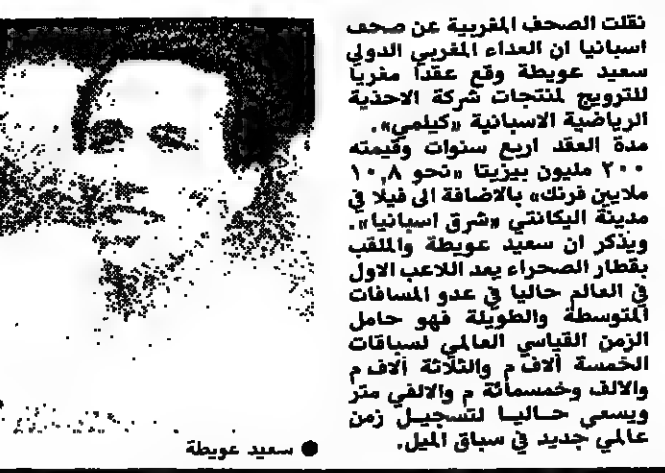 نقلت الصحف المغربية عن صحف
اسبانيا ان العداء المغربي الدولي
سعيد عويطة وقع عقدا مغريا
للترويج لمنتجات شركة الاحذية
الرياضية الاسبانية «كيلمي».
مدة العقد اربع سنوات وقيمته
٢٠٠ مليون بيزيتا «نحو ١٠,٨
ملايين فرنك» بالاضافة الى فيلا في
مدينة اليكانتي «شرق اسبانيا».
ويذكر ان سعيد عويطة والملقب
بقطار الصحراء يعد اللاعب الاول
في العالم حاليا في عدو المسافات
المتوسطة والطويلة فهو حامل
الزمن القياسي العالمي لسباقات
الخمسة آلاف م والثلاثة آلاف م
والالف وخمسمائة م والالفي متر
ويسعى حاليا لتسجيل زمن
عالمي جديد في سباق الميل.
● سعيد عويطة